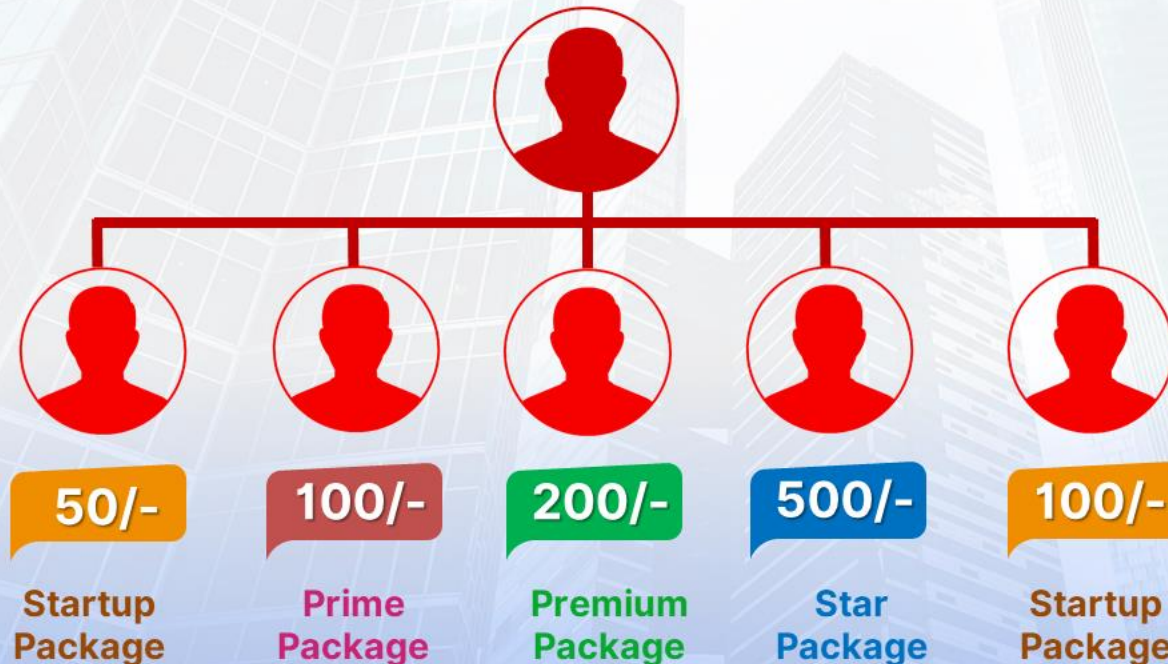 50/-
100/-
200/-
500/-
100/-
Startup
Package
Prime
Package
Premium
Package
Star
Package
Startup
Package